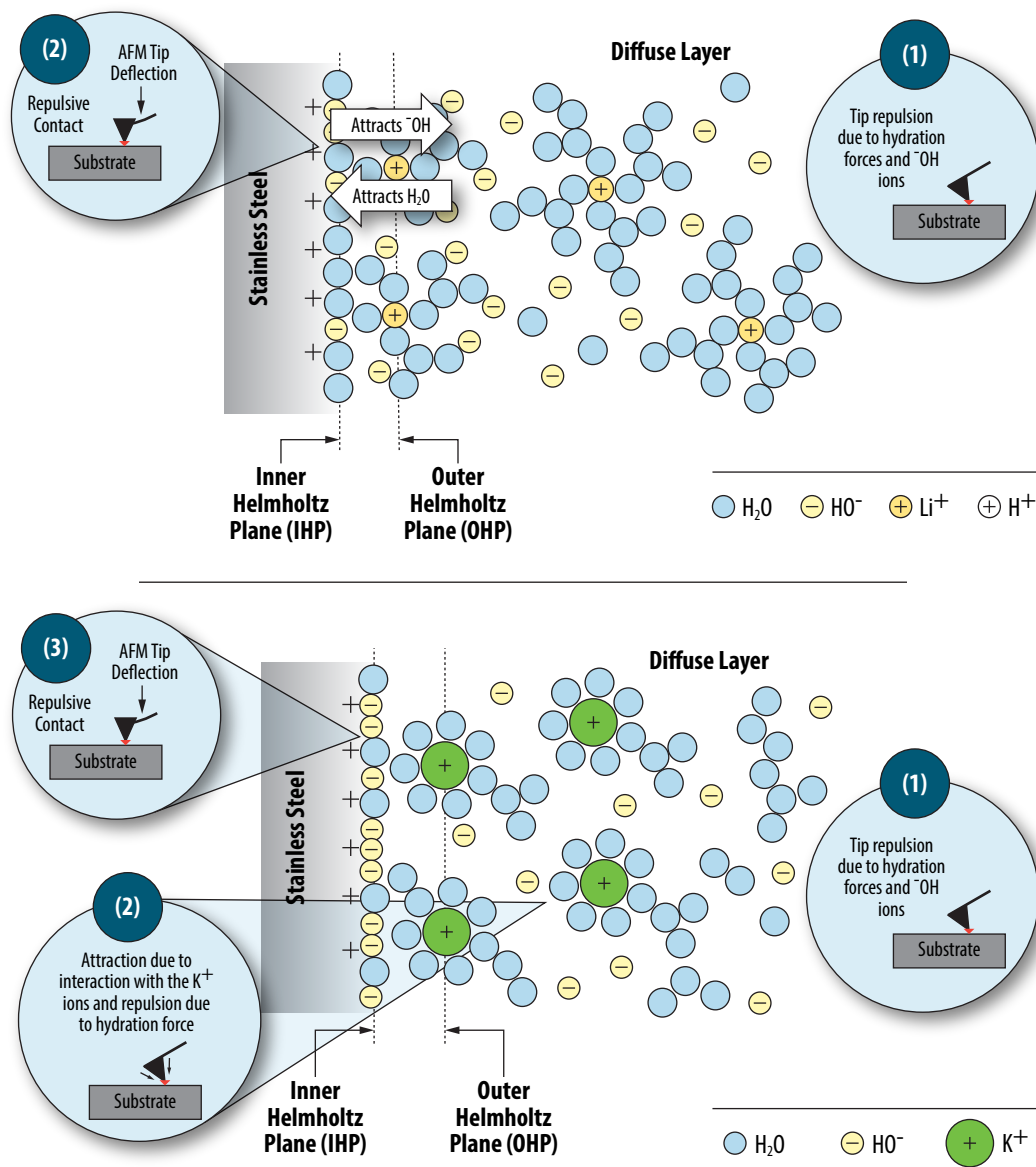 (2)
AFM Tip
Deflection
Repulsive
Contact
Substrate
Stainless Steel
Attracts ⁻OH
Attracts H₂O
Diffuse Layer
(1)
Tip repulsion
due to hydration
forces and ⁻OH
ions
Substrate
Inner
Helmholtz
Plane (IHP)
Outer
Helmholtz
Plane (OHP)
H₂O HO⁻ Li⁺ H⁺
(3)
AFM Tip
Deflection
Repulsive
Contact
Substrate
Stainless Steel
Diffuse Layer
(1)
Tip repulsion
due to hydration
forces and ⁻OH
ions
Substrate
(2)
Attraction due to
interaction with the K⁺
ions and repulsion due
to hydration force
Substrate
Inner
Helmholtz
Plane (IHP)
Outer
Helmholtz
Plane (OHP)
H₂O HO⁻ K⁺